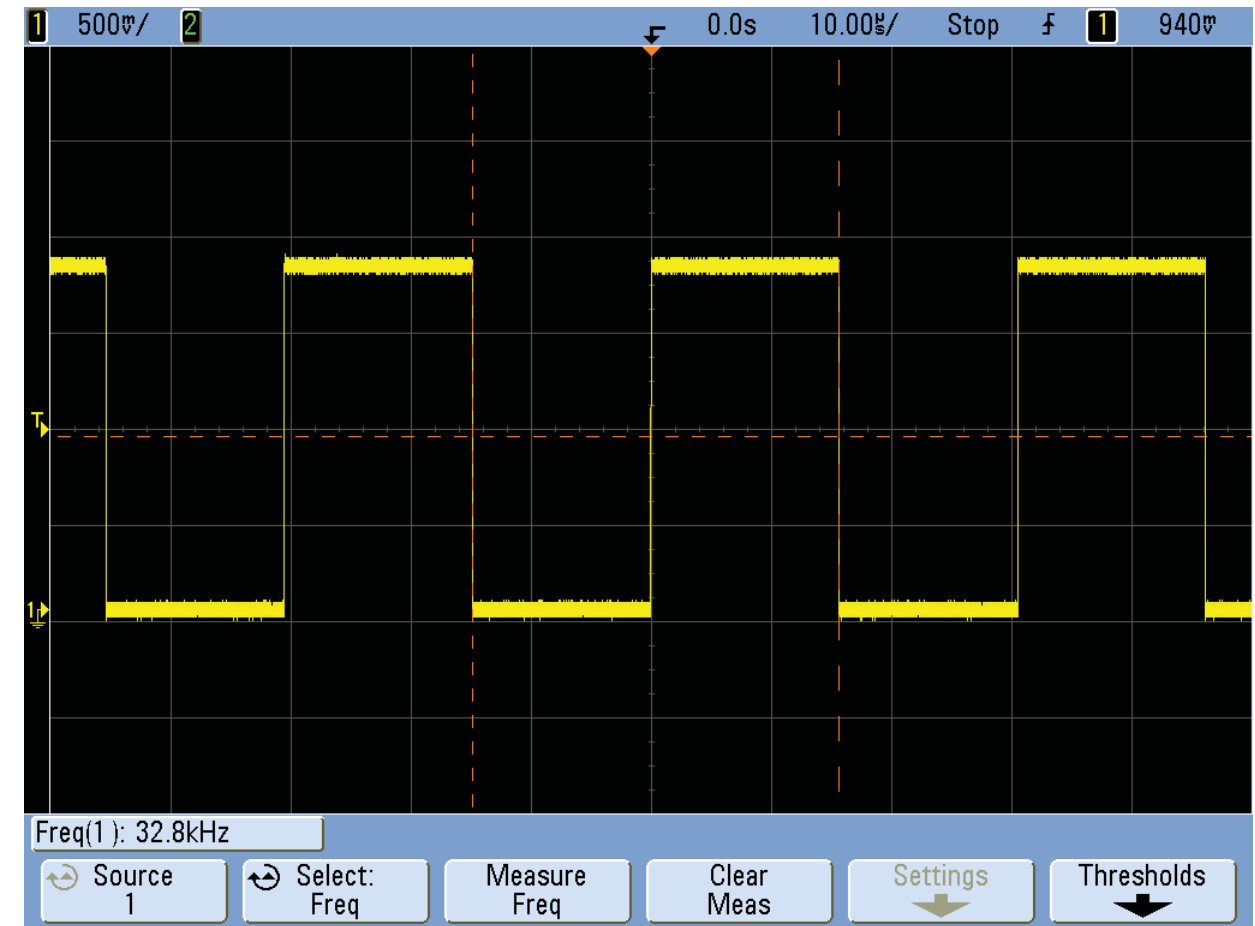 1 500mV/ 2 0.0s 10.00µs/ Stop 1 940mV
T
1
Freq(1): 32.8kHz
Source Select: Measure Clear Settings Thresholds
1 Freq Freq Meas